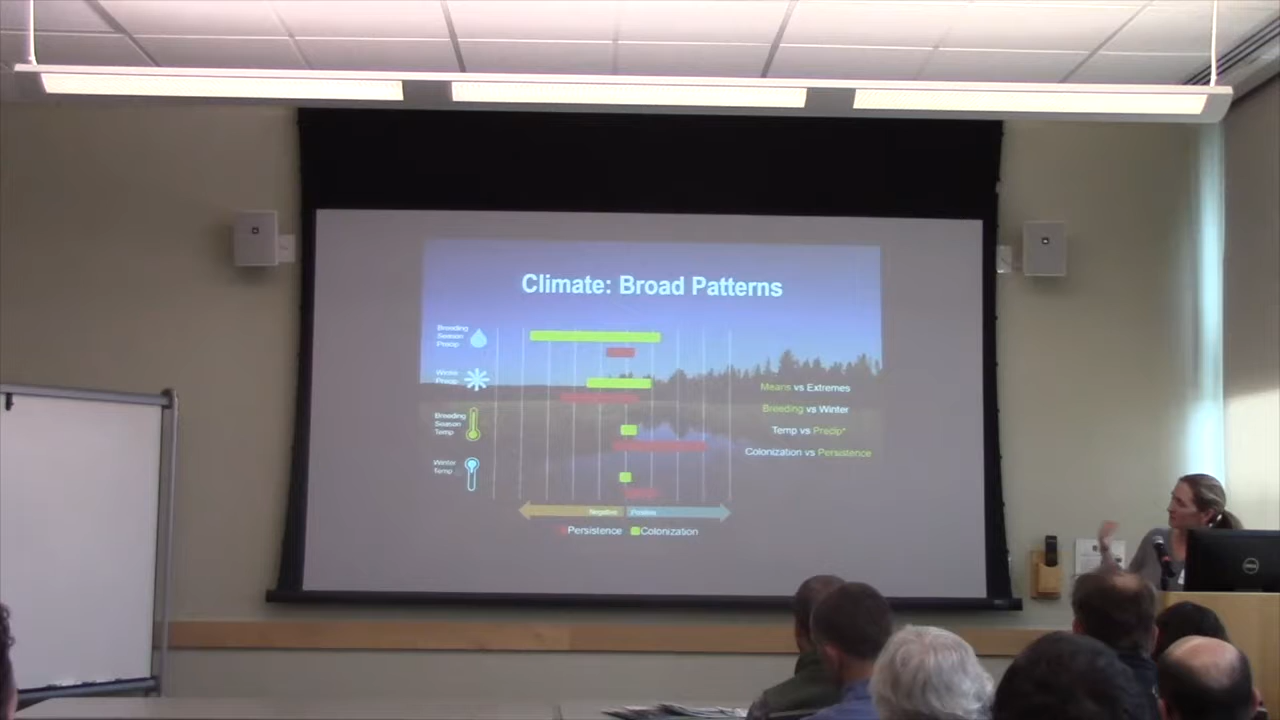 Climate: Broad Patterns
Breeding
Season
Precip
Winter
Precip
Breeding
Season
Temp
Winter
Temp
Means vs Extremes
Breeding vs Winter
Temp vs Precip*
Colonization vs Persistence
Negative Positive
Persistence Colonization
DELL